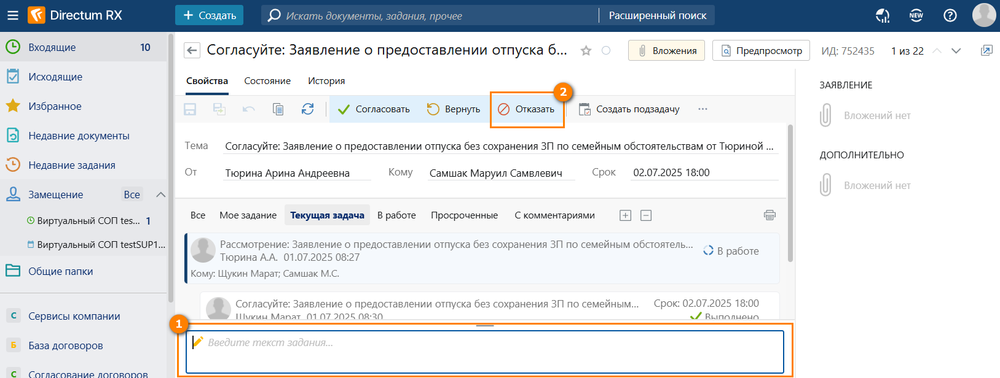 Directum RX
Создать
Искать документы, задания, прочее
Расширенный поиск
NEW
?
Входящие 10
Исходящие
Избранное
Недавние документы
Недавние задания
Замещение Все
Виртуальный СОП tes... 1
Виртуальный СОП testSUP1...
Общие папки
С Сервисы компании
Б База договоров
С Согласование договоров
Согласуйте: Заявление о предоставлении отпуска б...
Вложения
Предпросмотр
ИД: 752435
1 из 22
Свойства Состояние История
2
Согласовать Вернуть Отказать Создать подзадачу ...
Тема Согласуйте: Заявление о предоставлении отпуска без сохранения ЗП по семейным обстоятельствам от Тюриной ...
От Тюрина Арина Андреевна Кому Самшак Маруил Самвлевич Срок 02.07.2025 18:00
Все Мое задание Текущая задача В работе Просроченные С комментариями
Рассмотрение: Заявление о предоставлении отпуска без сохранения ЗП по семейным обстоятель...
Тюрина А.А. 01.07.2025 08:27
В работе
Кому: Щукин Марат; Самшак М.С.
Согласуйте: Заявление о предоставлении отпуска без сохранения ЗП по семейным... Срок: 02.07.2025 18:00
Щукин Марат 01.07.2025 08:30 Выполнено
1
Введите текст задания...
ЗАЯВЛЕНИЕ
Вложений нет
ДОПОЛНИТЕЛЬНО
Вложений нет